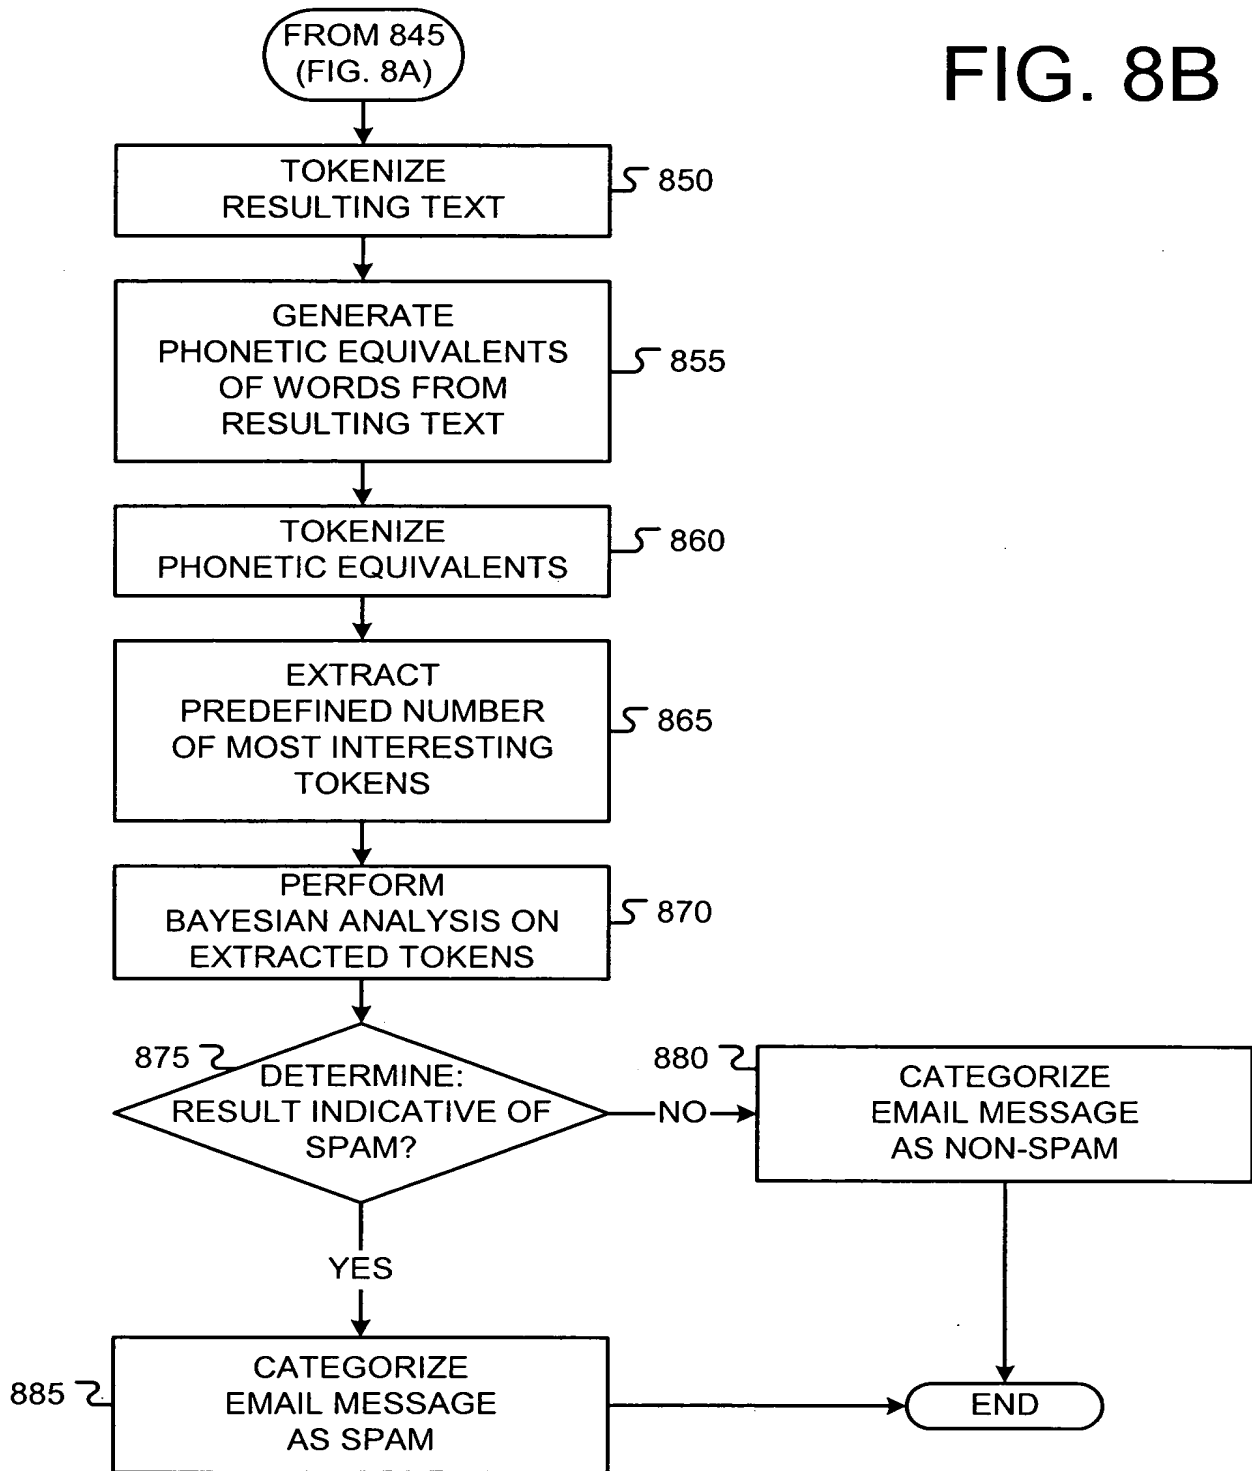 FROM 845
(FIG. 8A)
FIG. 8B
TOKENIZE
RESULTING TEXT
850
GENERATE
PHONETIC EQUIVALENTS
OF WORDS FROM
RESULTING TEXT
855
TOKENIZE
PHONETIC EQUIVALENTS
860
EXTRACT
PREDEFINED NUMBER
OF MOST INTERESTING
TOKENS
865
PERFORM
BAYESIAN ANALYSIS ON
EXTRACTED TOKENS
870
875
DETERMINE:
RESULT INDICATIVE OF
SPAM?
NO
880
CATEGORIZE
EMAIL MESSAGE
AS NON-SPAM
YES
885
CATEGORIZE
EMAIL MESSAGE
AS SPAM
END